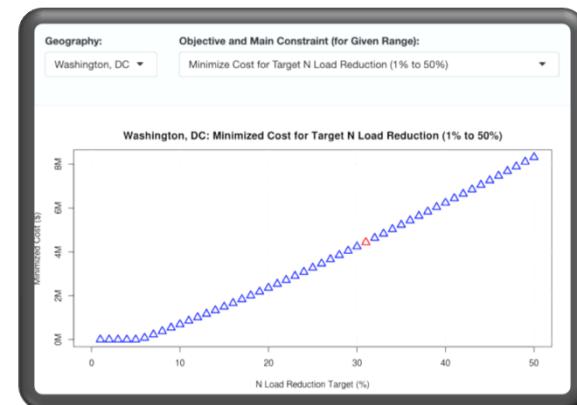 Geography:
Objective and Main Constraint (for Given Range):
Washington, DC
Minimize Cost for Target N Load Reduction (1% to 50%)
Washington, DC: Minimized Cost for Target N Load Reduction (1% to 50%)
Minimized Cost ($)
8M
6M
4M
2M
0M
0 10 20 30 40 50
N Load Reduction Target (%)